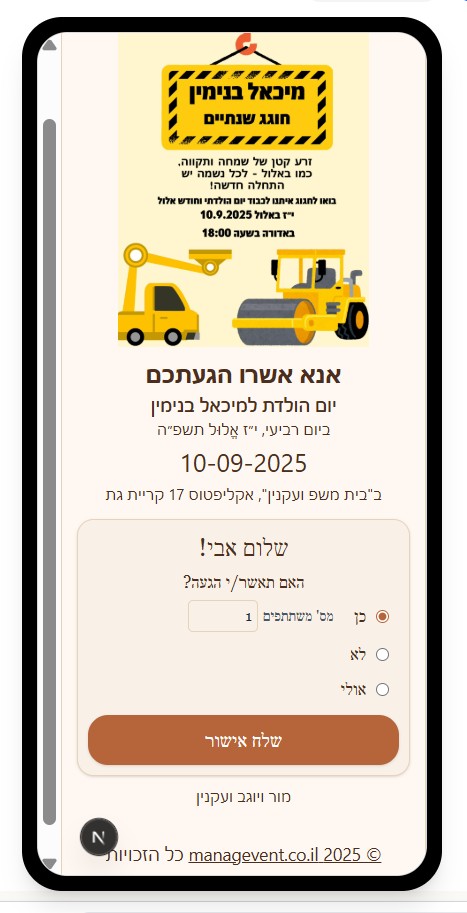 מיכאל בנימין
חוגג שנתיים
זרע קטן של שמחה ותקווה.
כמו באלול - לכל נשמה יש
התחלה חדשה!
בואו לחגוג איתנו לכבוד יום הולדתי וחודש אלול
י״ז באלול 10.9.2025
באדורה בשעה 18:00
אנא אשרו הגעתכם
יום הולדת למיכאל בנימין
ביום רביעי, י״ז אֱלוּל תשפ״ה
10-09-2025
ב"בית משפ ועקנין", אקליפטוס 17 קריית גת
שלום אבי!
האם תאשר/י הגעה?
כן מס' משתתפים 1
לא
אולי
שלח אישור
מור ויוגב ועקנין
N
© 2025 managevent.co.il כל הזכויות